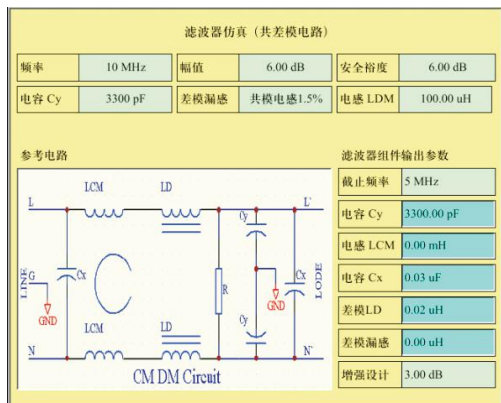 滤波器仿真（共差模电路）
频率 10 MHz 幅值 6.00 dB 安全裕度 6.00 dB
电容 Cy 3300 pF 差模漏感 共模电感1.5% 电感 LDM 100.00 uH
参考电路
LCM LD
L L'
Cy
Cx Cx
LINE G R LODE
GND GND
Cy
LCM LD
N N'
CM DM Circuit
滤波器组件输出参数
截止频率 5 MHz
电容 Cy 3300.00 pF
电感 LCM 0.00 mH
电容 Cx 0.03 uF
差模LD 0.02 uH
差模漏感 0.00 uH
增强设计 3.00 dB